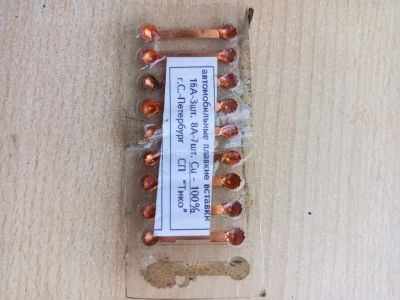 автомобильные плавкие вставки
16А-3шт. 8А-7шт. Cu - 100%
г.С.-Петербург СП "Тико"